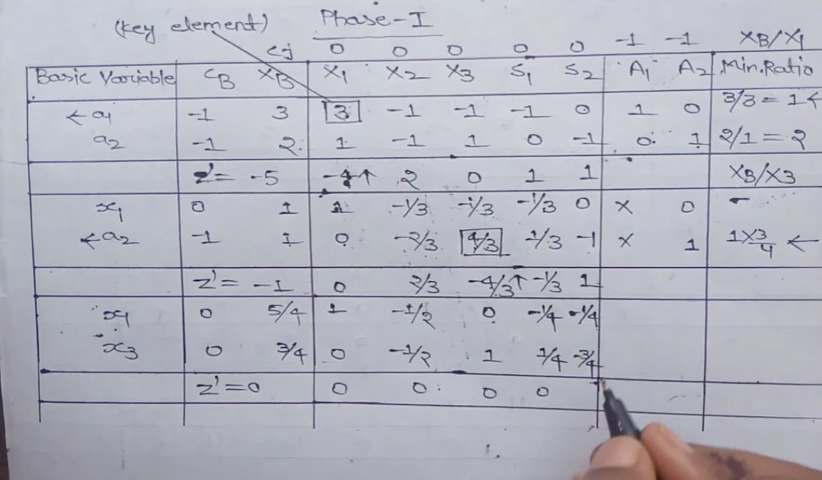 (Key element) Phase-I
cj 0 0 0 0 0 -1 -1 XB/X1
Basic Variable CB XB X1 X2 X3 S1 S2 A1 A2 Min.Ratio
←a1 -1 3 3 -1 -1 -1 0 1 0 3/3=1←
a2 -1 2 1 -1 1 0 -1 0 1 2/1=2
z'= -5 -4↑ 2 0 1 1 XB/X3
x1 0 1 1 -1/3 -1/3 -1/3 0 x 0 -
←a2 -1 1 0 -2/3 4/3 1/3 -1 x 1 1x3/4 ←
z'= -1 0 2/3 -4/3↑ -1/3 1
x1 0 5/4 1 -1/2 0 -1/4 -1/4
x3 0 3/4 0 -1/2 1 1/4 -3/4
z'=0 0 0 0 0